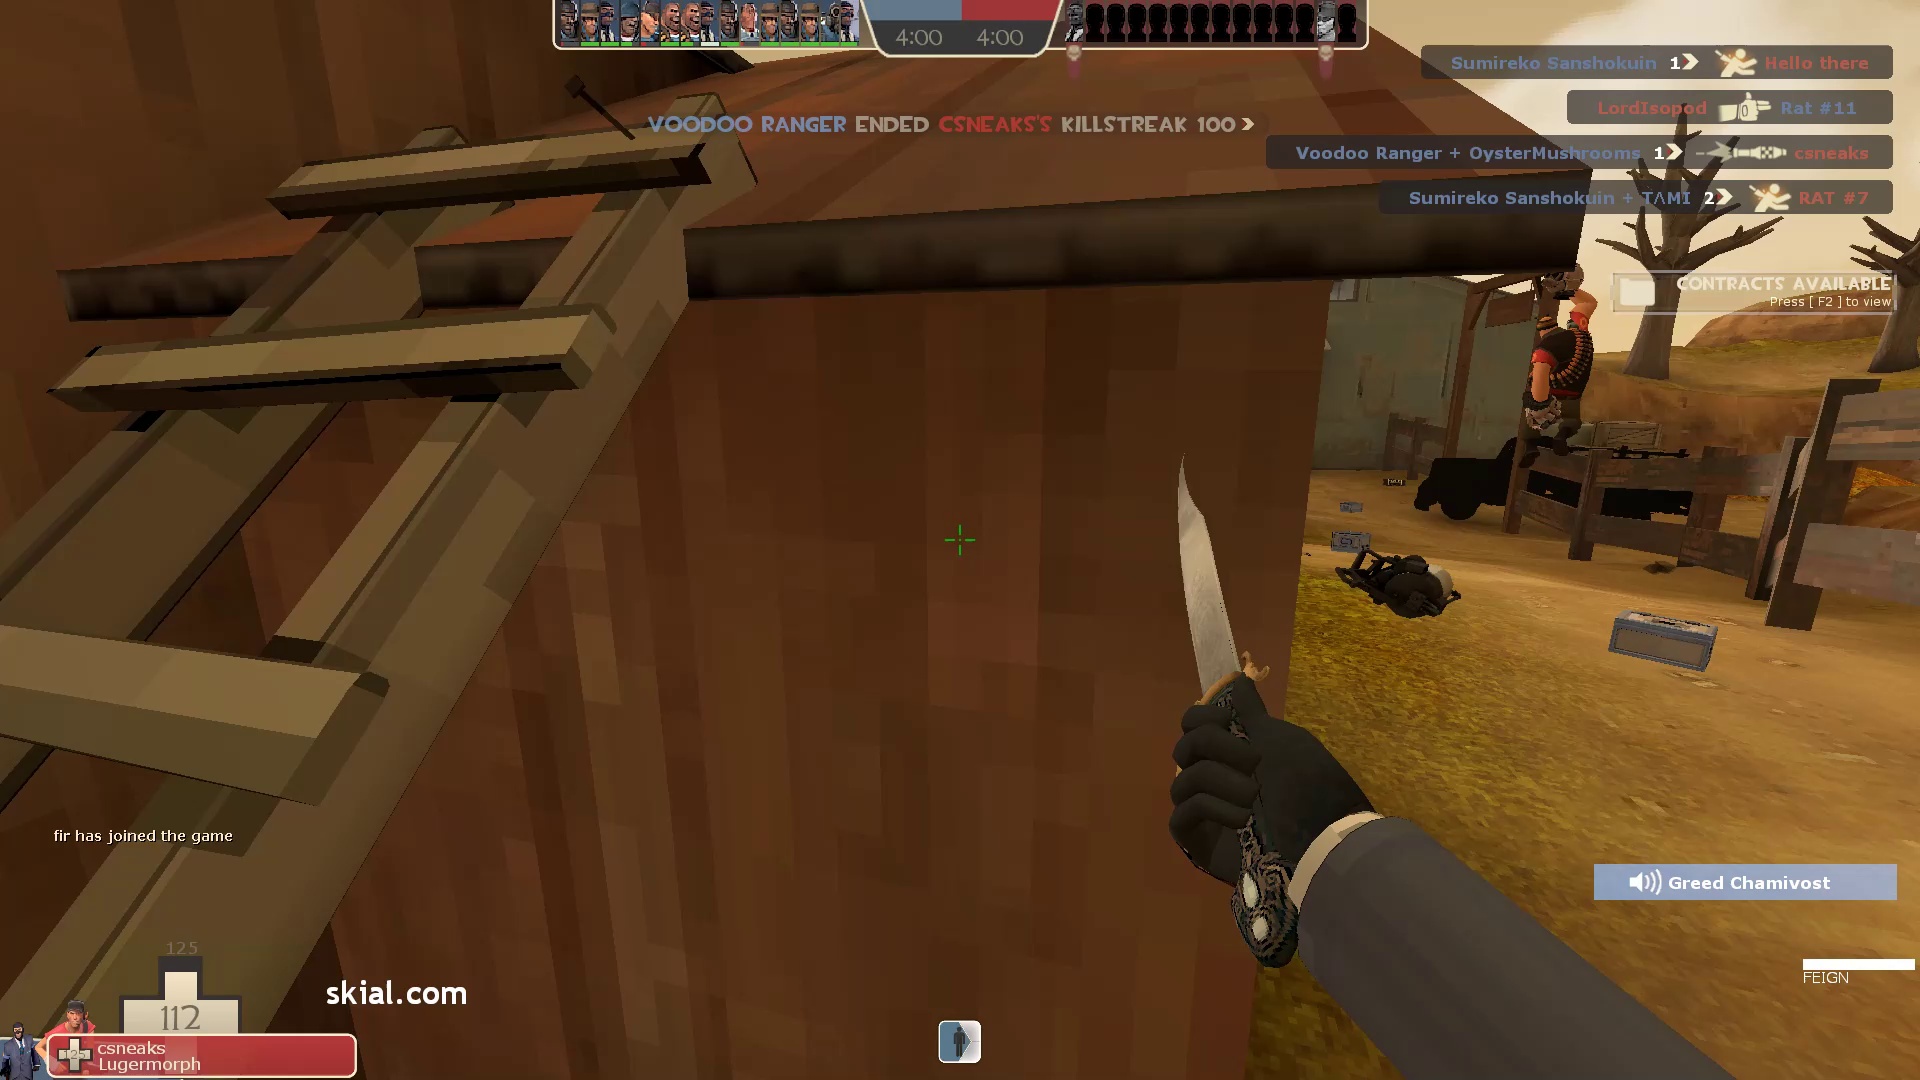 4:00 4:00
Sumireko Sanshokuin 1 Hello there
LordIsopod Rat #11
VOODOO RANGER ENDED CSNEAKS'S KILLSTREAK 100
Voodoo Ranger + OysterMushrooms 1 csneaks
Sumireko Sanshokuin + TΛMI 2 RAT #7
CONTRACTS AVAILABLE
Press [ F2 ] to view
fir has joined the game
Greed Chamivost
125
FEIGN
skial.com
112
125
csneaks
Lugermorph